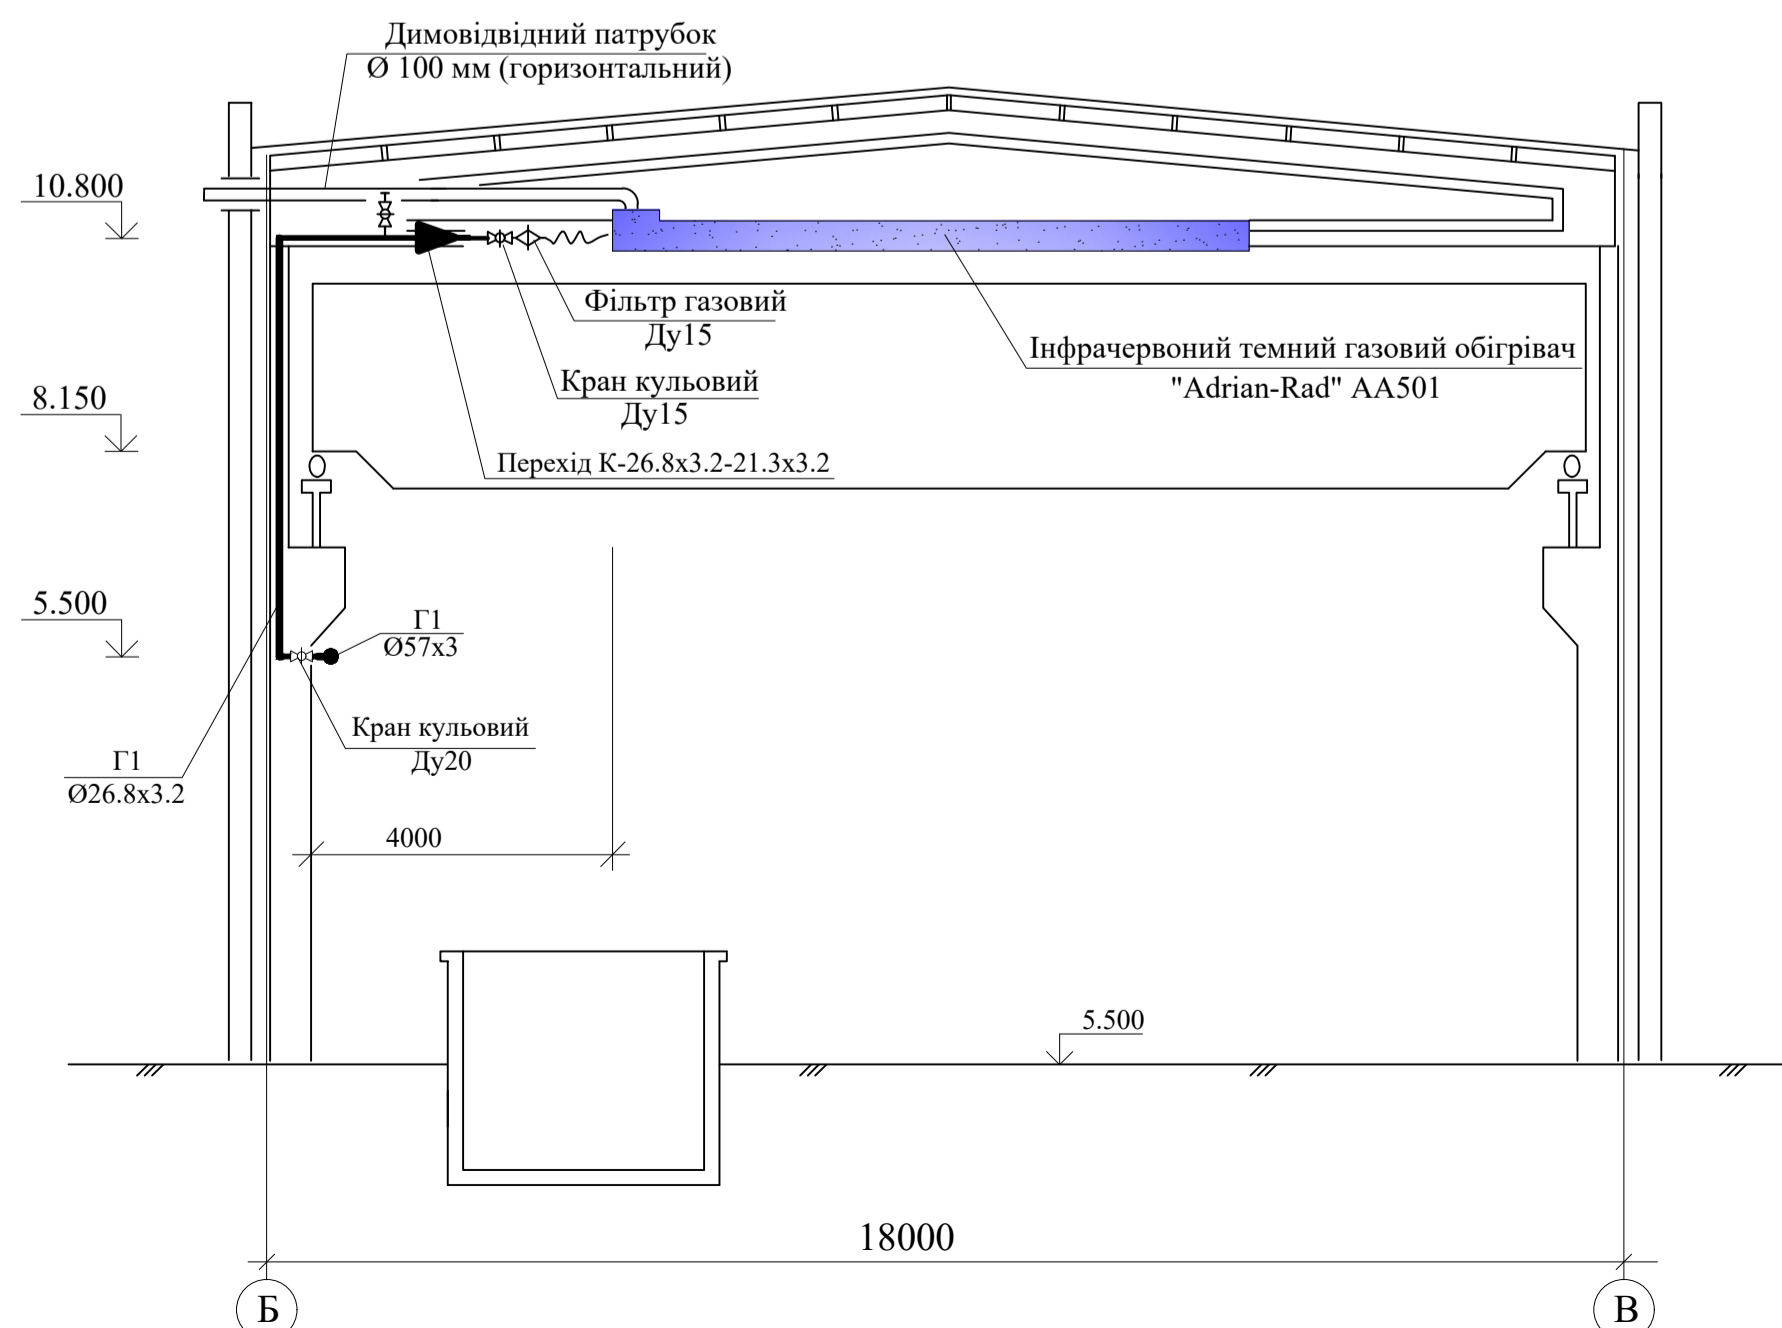 Димовідвідний патрубок
Ø 100 мм (горизонтальний)
10.800
Фільтр газовий
Ду15
Інфрачервоний темний газовий обігрівач
"Adrian-Rad" AA501
Кран кульовий
Ду15
8.150
Перехід К-26.8х3.2-21.3х3.2
5.500
Г1
Ø57х3
Кран кульовий
Ду20
Г1
Ø26.8х3.2
4000
5.500
18000
Б
В